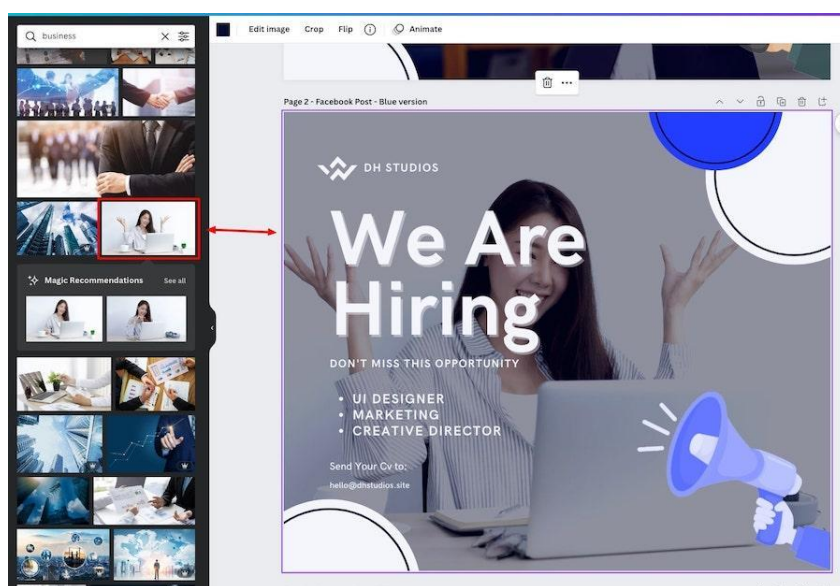 business
Edit image Crop Flip Animate
Page 2 - Facebook Post - Blue version
DH STUDIOS
We Are
Hiring
DON'T MISS THIS OPPORTUNITY
• UI DESIGNER
• MARKETING
• CREATIVE DIRECTOR
Send Your Cv to:
hello@dhstudios.site
Magic Recommendations See all